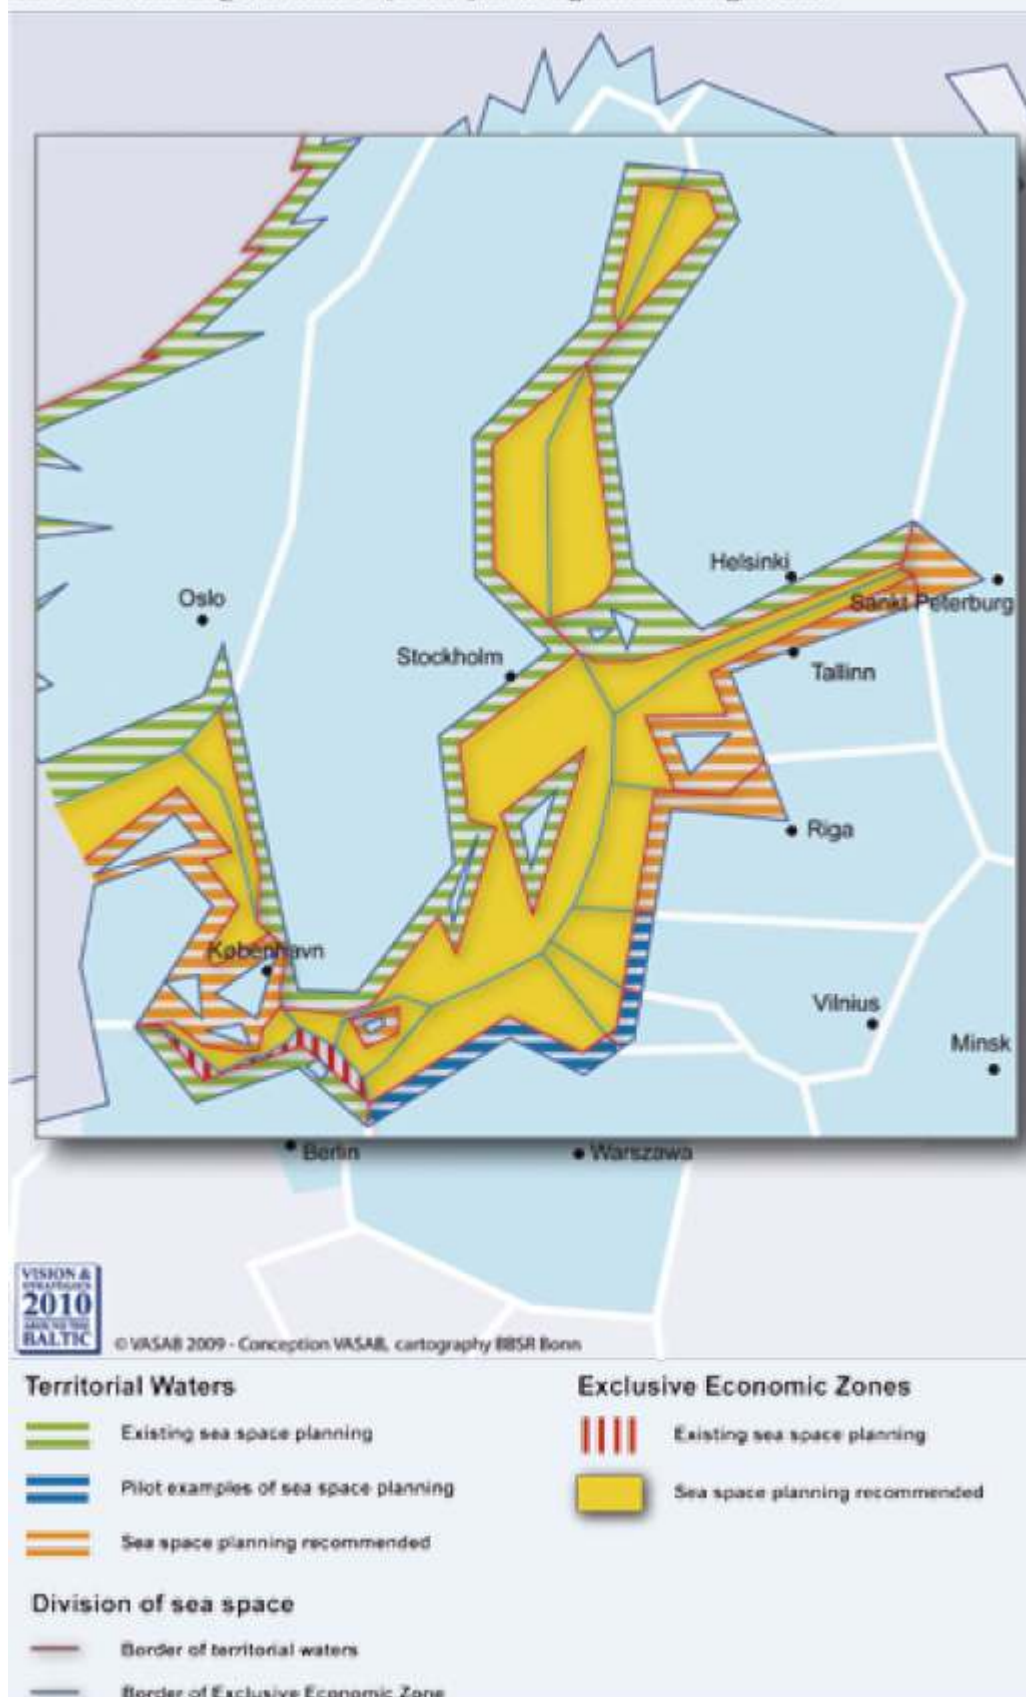 Helsinki
Sankt Peterburg
Oslo
Stockholm
Tallinn
Riga
København
Vilnius
Minsk
Berlin
Warszawa
VISION &
STRATEGIES
2010
AROUND THE
BALTIC
© VASAB 2009 - Conception VASAB, cartography BBSR Bonn
Territorial Waters
Existing sea space planning
Pilot examples of sea space planning
Sea space planning recommended
Exclusive Economic Zones
Existing sea space planning
Sea space planning recommended
Division of sea space
Border of territorial waters
Border of Exclusive Economic Zone